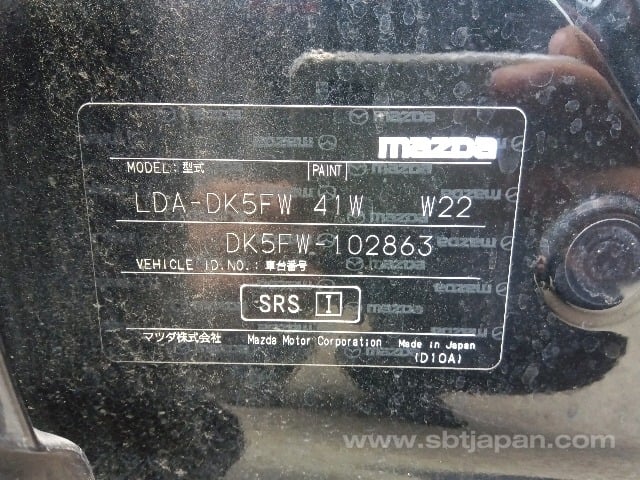 mazda
MODEL: 型式 PAINT
LDA-DK5FW 41W W22
DK5FW-102863
VEHICLE ID.NO.: 車台番号
SRS I
マツダ株式会社 Mazda Motor Corporation Made in Japan
(D10A)
www.sbtjapan.com